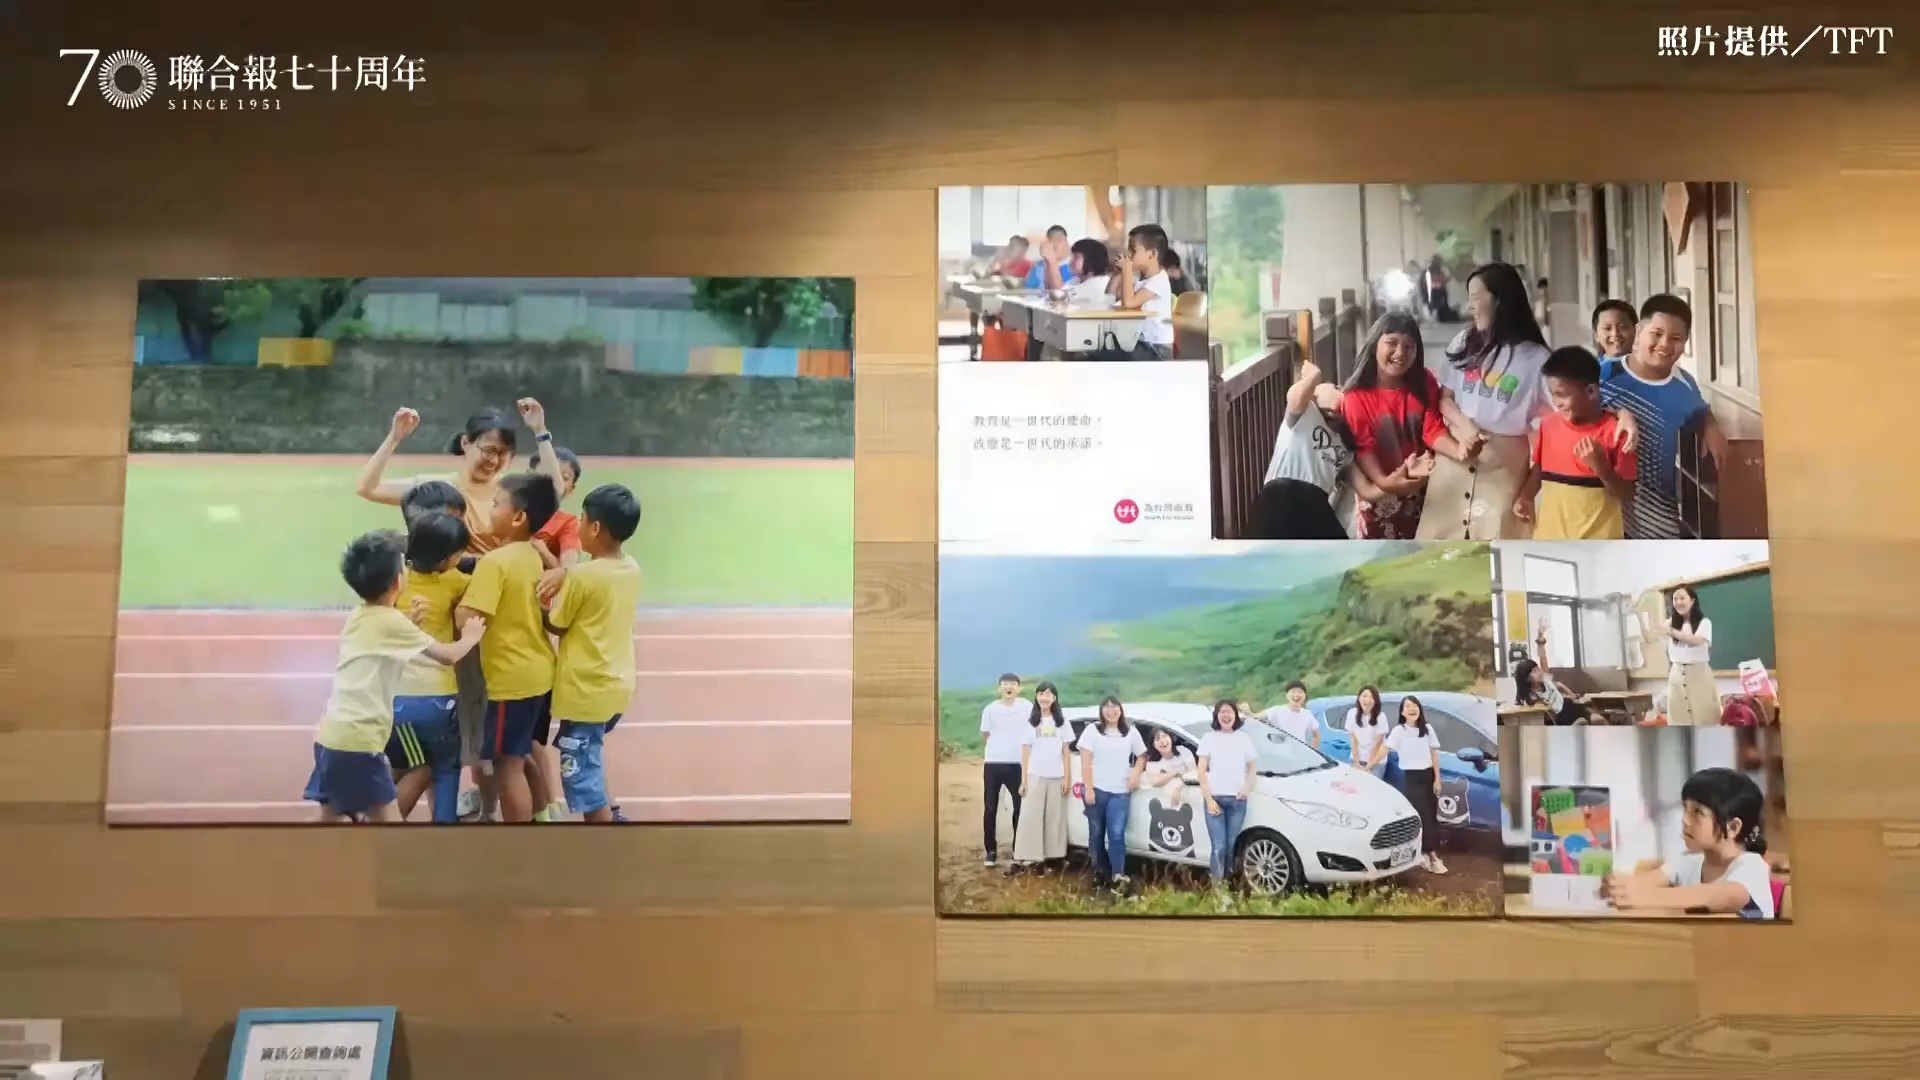 70 聯合報七十周年
SINCE 1951
照片提供／TFT
教育是一世代的使命，
改變是一世代的承諾。
tft 為台灣而教
資訊公開查詢處